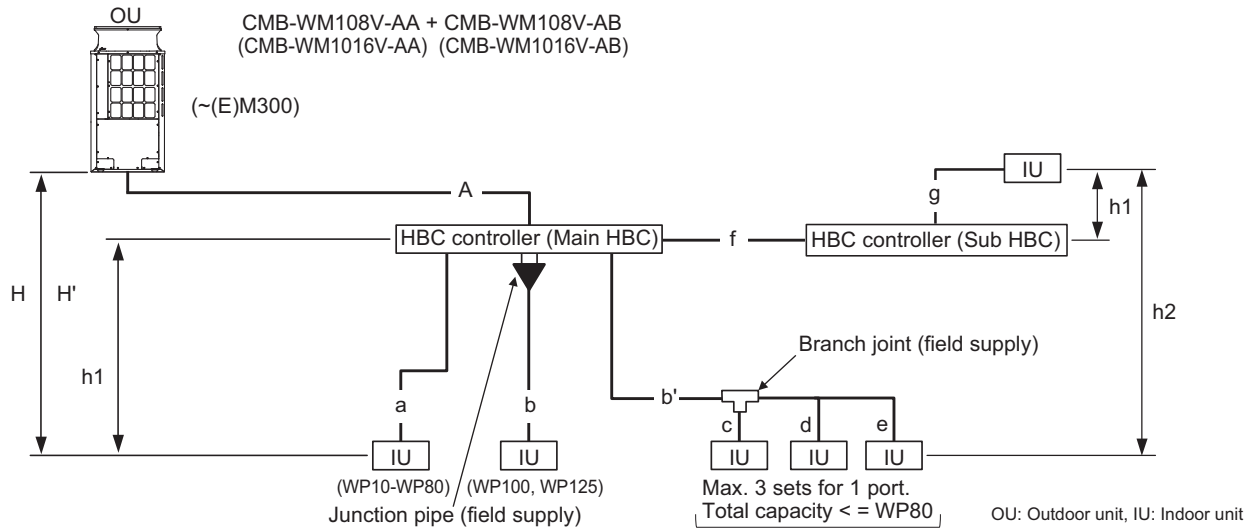 OU
CMB-WM108V-AA + CMB-WM108V-AB
(CMB-WM1016V-AA) (CMB-WM1016V-AB)
(~(E)M300)
IU
A
g
h1
HBC controller (Main HBC)
f
HBC controller (Sub HBC)
H
H'
h2
h1
Branch joint (field supply)
a
b
b'
c
d
e
IU
IU
IU
IU
IU
(WP10-WP80)
(WP100, WP125)
Max. 3 sets for 1 port.
Total capacity < = WP80
Junction pipe (field supply)
OU: Outdoor unit, IU: Indoor unit